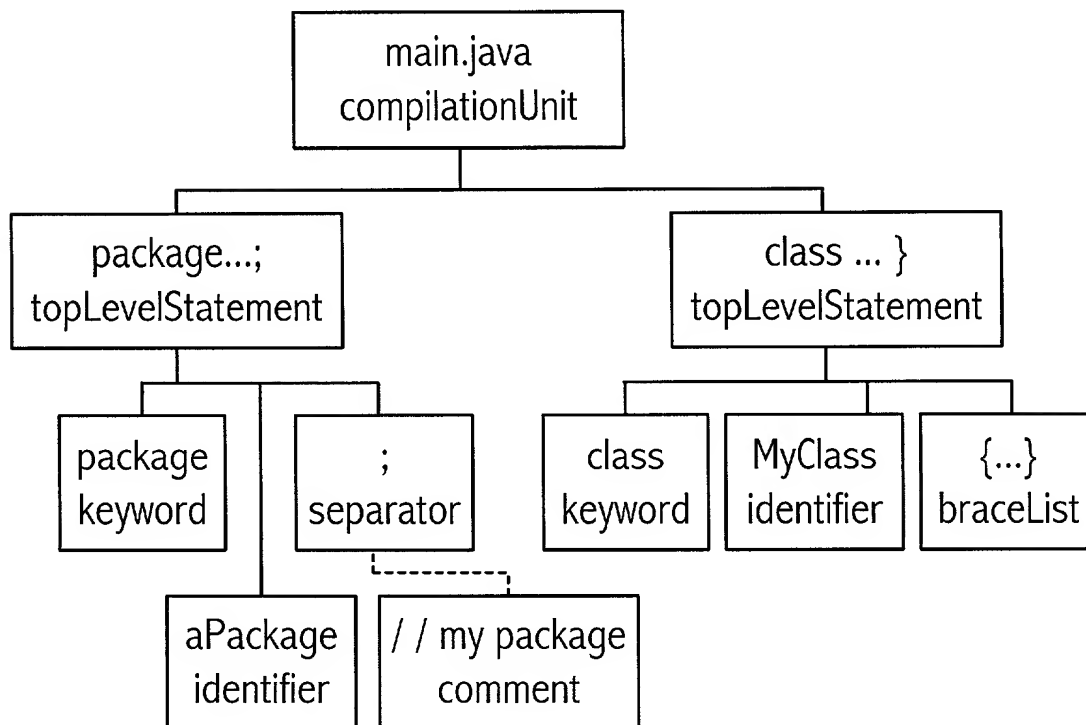 main.java
compilationUnit
package...;
topLevelStatement
class ... }
topLevelStatement
package
keyword
;
separator
class
keyword
MyClass
identifier
{...}
braceList
aPackage
identifier
/ / my package
comment